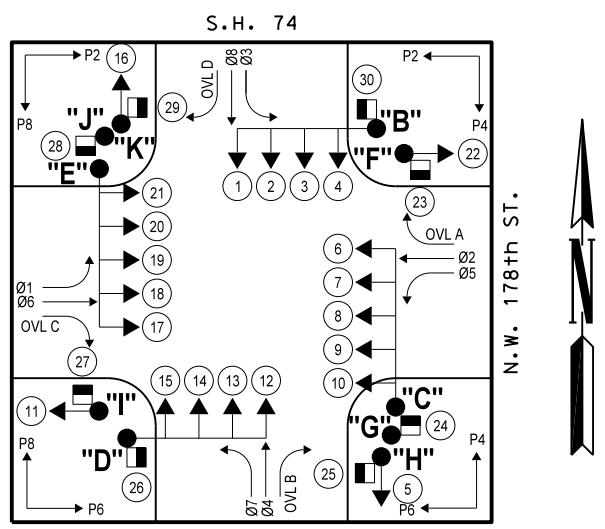 S.H. 74
P2 16 OVL D Ø8 Ø3 30 P2
"J" 29 "B"
P8 28 "K" "F" P4
"E" 22
1 2 3 4
21 23
20 OVL A
6 Ø2
19 7 Ø5
Ø1 18 8
Ø6 17 9
OVL C
27 15 14 13 12 10
11 "I" "C"
"G" 24
P8 "D" "H" P4
26 25 5
P6 Ø7 Ø4 OVL B P6
N.W. 178th ST.
N